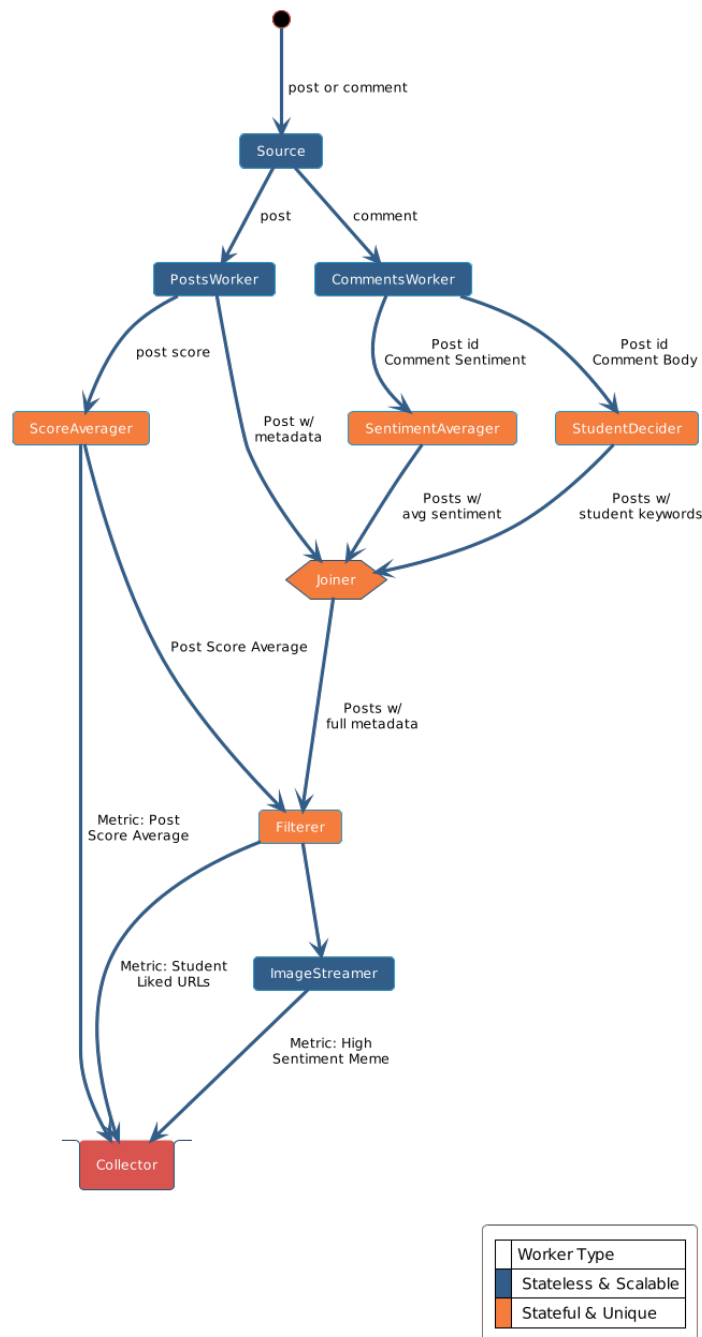 post or comment
Source
post
comment
PostsWorker
CommentsWorker
post score
Post id
Comment Sentiment
Post id
Comment Body
Post w/
metadata
ScoreAverager
SentimentAverager
StudentDecider
Posts w/
avg sentiment
Posts w/
student keywords
Joiner
Post Score Average
Posts w/
full metadata
Metric: Post
Score Average
Filterer
Metric: Student
Liked URLs
ImageStreamer
Metric: High
Sentiment Meme
Collector
Worker Type
Stateless & Scalable
Stateful & Unique